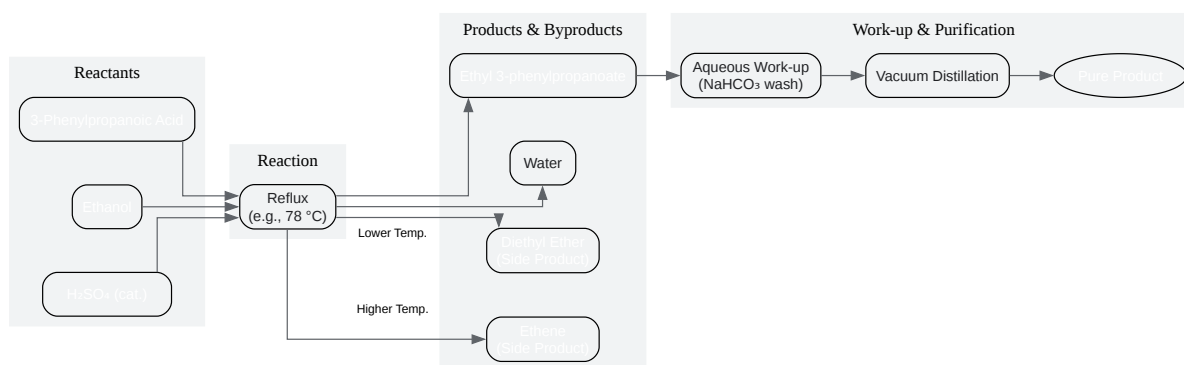 Reactants
3-Phenylpropanoic Acid
Ethanol
H₂SO₄ (cat.)
Reaction
Reflux
(e.g., 78 °C)
Lower Temp.
Higher Temp.
Products & Byproducts
Ethyl 3-phenylpropanoate
Water
Diethyl Ether
(Side Product)
Ethene
(Side Product)
Work-up & Purification
Aqueous Work-up
(NaHCO₃ wash)
Vacuum Distillation
Pure Product